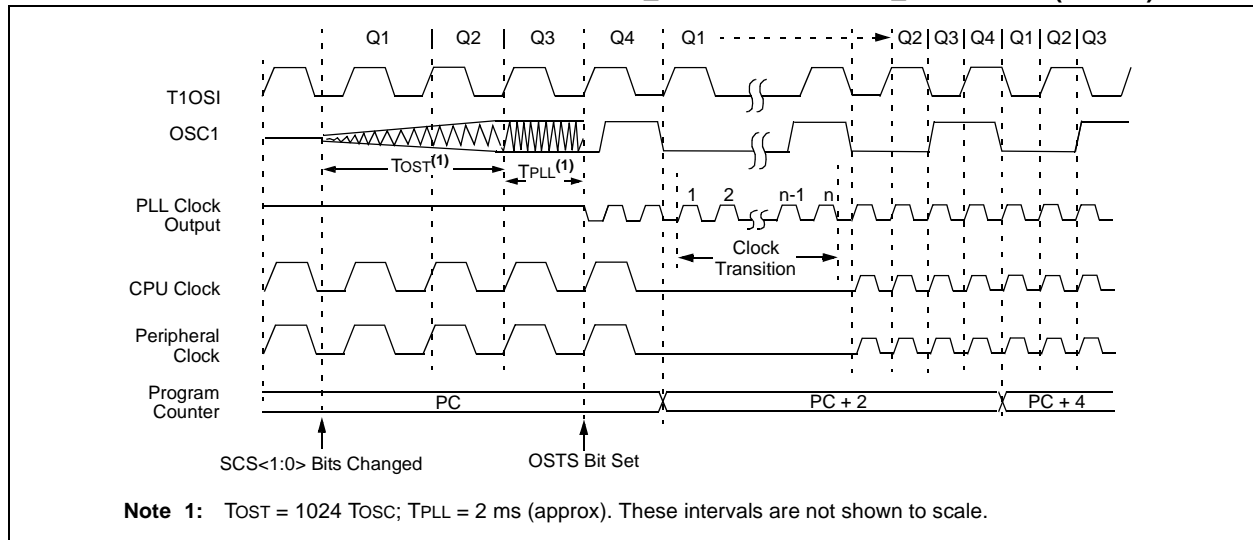 Q1 Q2 Q3 Q4 Q1 Q2 Q3 Q4 Q1 Q2 Q3
T1OSI
OSC1
TOST(1)
TPLL(1)
1 2 n-1 n
PLL Clock
Output
Clock
Transition
CPU Clock
Peripheral
Clock
Program
Counter
PC PC + 2 PC + 4
SCS<1:0> Bits Changed
OSTS Bit Set
Note 1: TOST = 1024 TOSC; TPLL = 2 ms (approx). These intervals are not shown to scale.